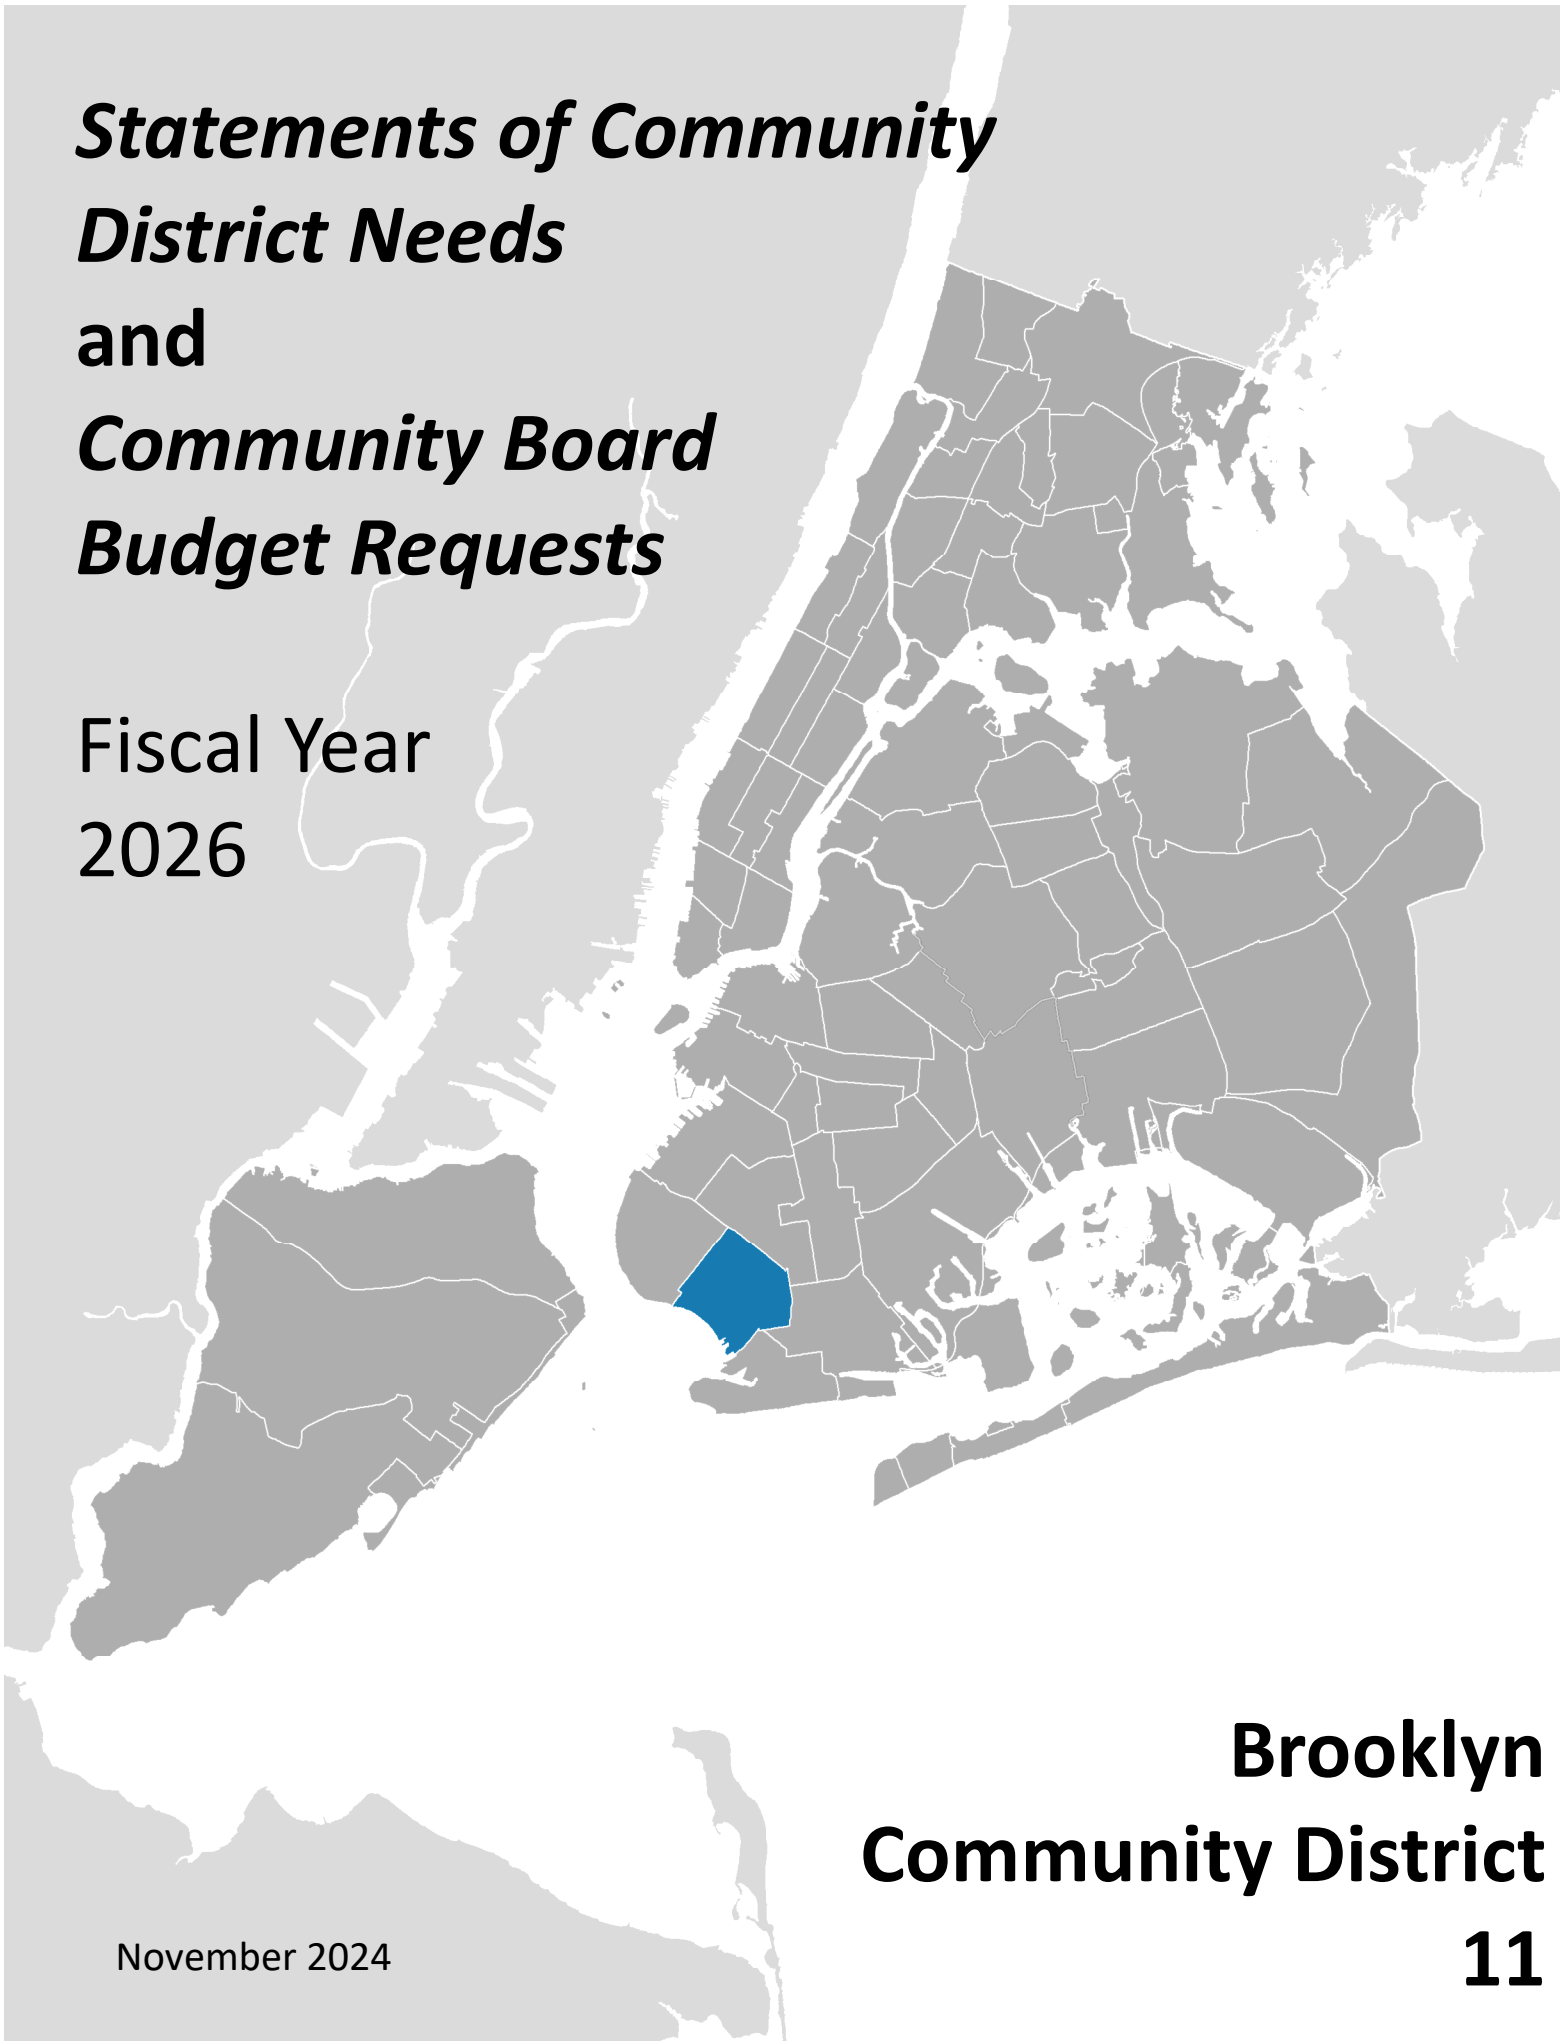 Statements of Community
District Needs
and
Community Board
Budget Requests
Fiscal Year
2026
Brooklyn
Community District
11
November 2024